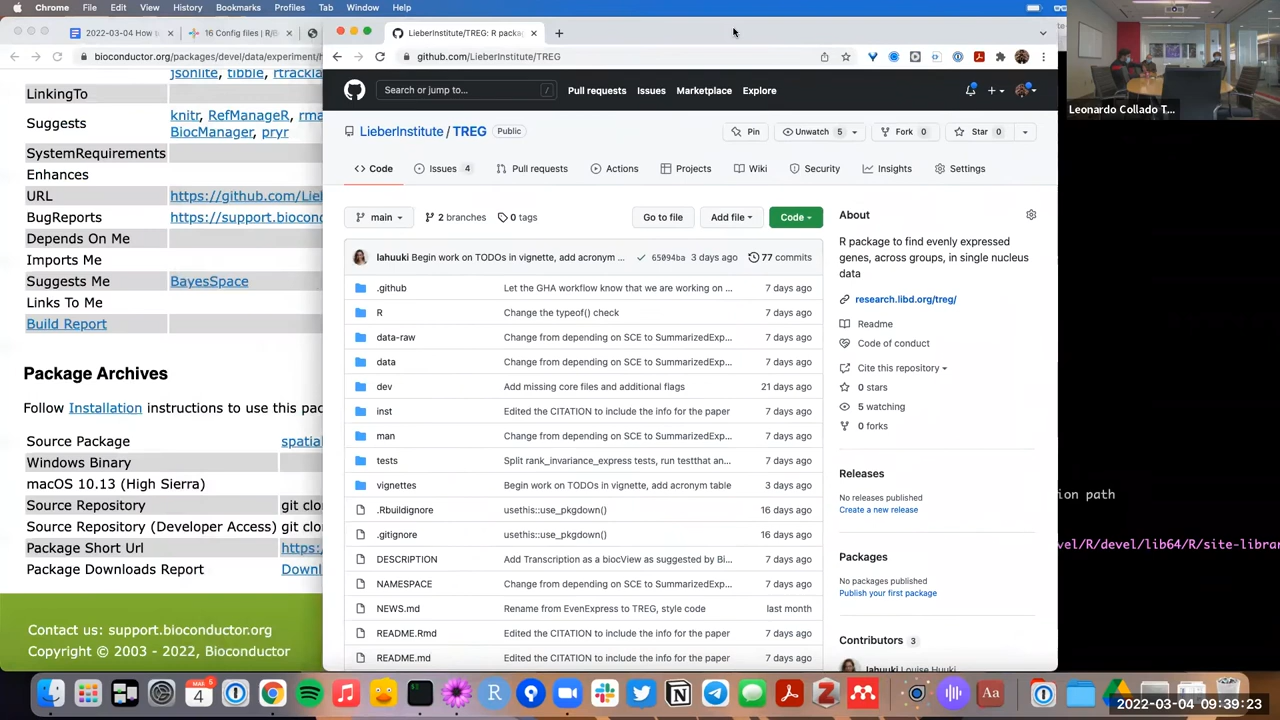 Chrome File Edit View History Bookmarks Profiles Tab Window Help
2022-03-04 How t
16 Config files | R/B
LieberInstitute/TREG: R packa
bioconductor.org/packages/devel/data/experiment/
github.com/LieberInstitute/TREG
jsonlite, tibble, rtrackla
LinkingTo
Suggests
knitr, RefManageR, rma
BiocManager, pryr
SystemRequirements
Enhances
URL
https://github.com/Lie
BugReports
https://support.biocon
Depends On Me
Imports Me
Suggests Me
BayesSpace
Links To Me
Build Report
Package Archives
Follow Installation instructions to use this pac
Source Package
spatia
Windows Binary
macOS 10.13 (High Sierra)
Source Repository
git clo
Source Repository (Developer Access)
git clo
Package Short Url
https:/
Package Downloads Report
Downl
Contact us: support.bioconductor.org
Copyright © 2003 - 2022, Bioconductor
Search or jump to... /
Pull requests Issues Marketplace Explore
LieberInstitute / TREG Public
Pin Unwatch 5 Fork 0 Star 0
Code Issues 4 Pull requests Actions Projects Wiki Security Insights Settings
main 2 branches 0 tags Go to file Add file Code
lahuuki Begin work on TODOs in vignette, add acronym ... 65094ba 3 days ago 77 commits
.github Let the GHA workflow know that we are working on ... 7 days ago
R Change the typeof() check 7 days ago
data-raw Change from depending on SCE to SummarizedExp... 7 days ago
data Change from depending on SCE to SummarizedExp... 7 days ago
dev Add missing core files and additional flags 21 days ago
inst Edited the CITATION to include the info for the paper 7 days ago
man Change from depending on SCE to SummarizedExp... 7 days ago
tests Split rank_invariance_express tests, run testthat an... 7 days ago
vignettes Begin work on TODOs in vignette, add acronym table 3 days ago
.Rbuildignore usethis::use_pkgdown() 16 days ago
.gitignore usethis::use_pkgdown() 16 days ago
DESCRIPTION Add Transcription as a biocView as suggested by Bi... 7 days ago
NAMESPACE Change from depending on SCE to SummarizedExp... 7 days ago
NEWS.md Rename from EvenExpress to TREG, style code last month
README.Rmd Edited the CITATION to include the info for the paper 7 days ago
README.md Edited the CITATION to include the info for the paper 7 days ago
About
R package to find evenly expressed
genes, across groups, in single nucleus
data
research.libd.org/treg/
Readme
Code of conduct
Cite this repository
0 stars
5 watching
0 forks
Releases
No releases published
Create a new release
Packages
No packages published
Publish your first package
Contributors 3
lahuuki Louise Huuki
Leonardo Collado T...
ion path
vel/R/devel/lib64/R/site-librar
MAR
4
R
Aa
2022-03-04 09:39:23